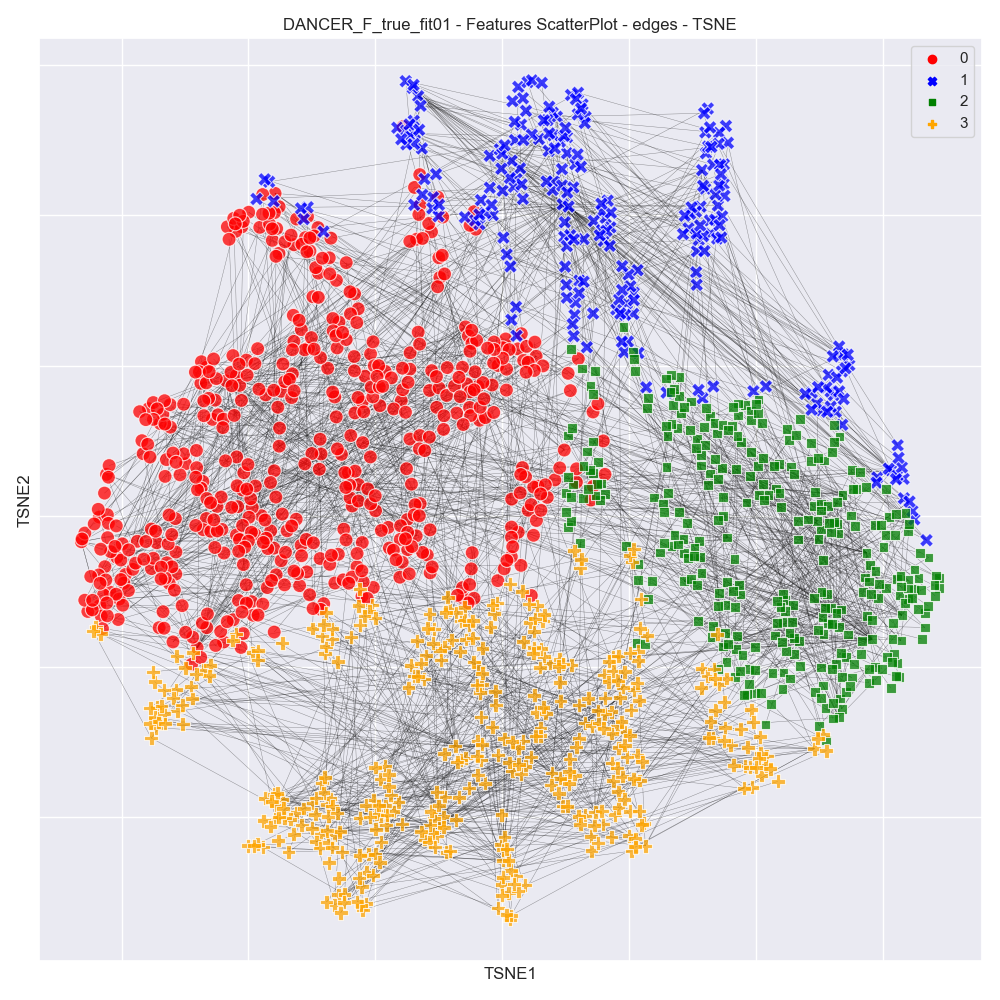 DANCER_F_true_fit01 - Features ScatterPlot - edges - TSNE
0
1
2
3
TSNE2
TSNE1